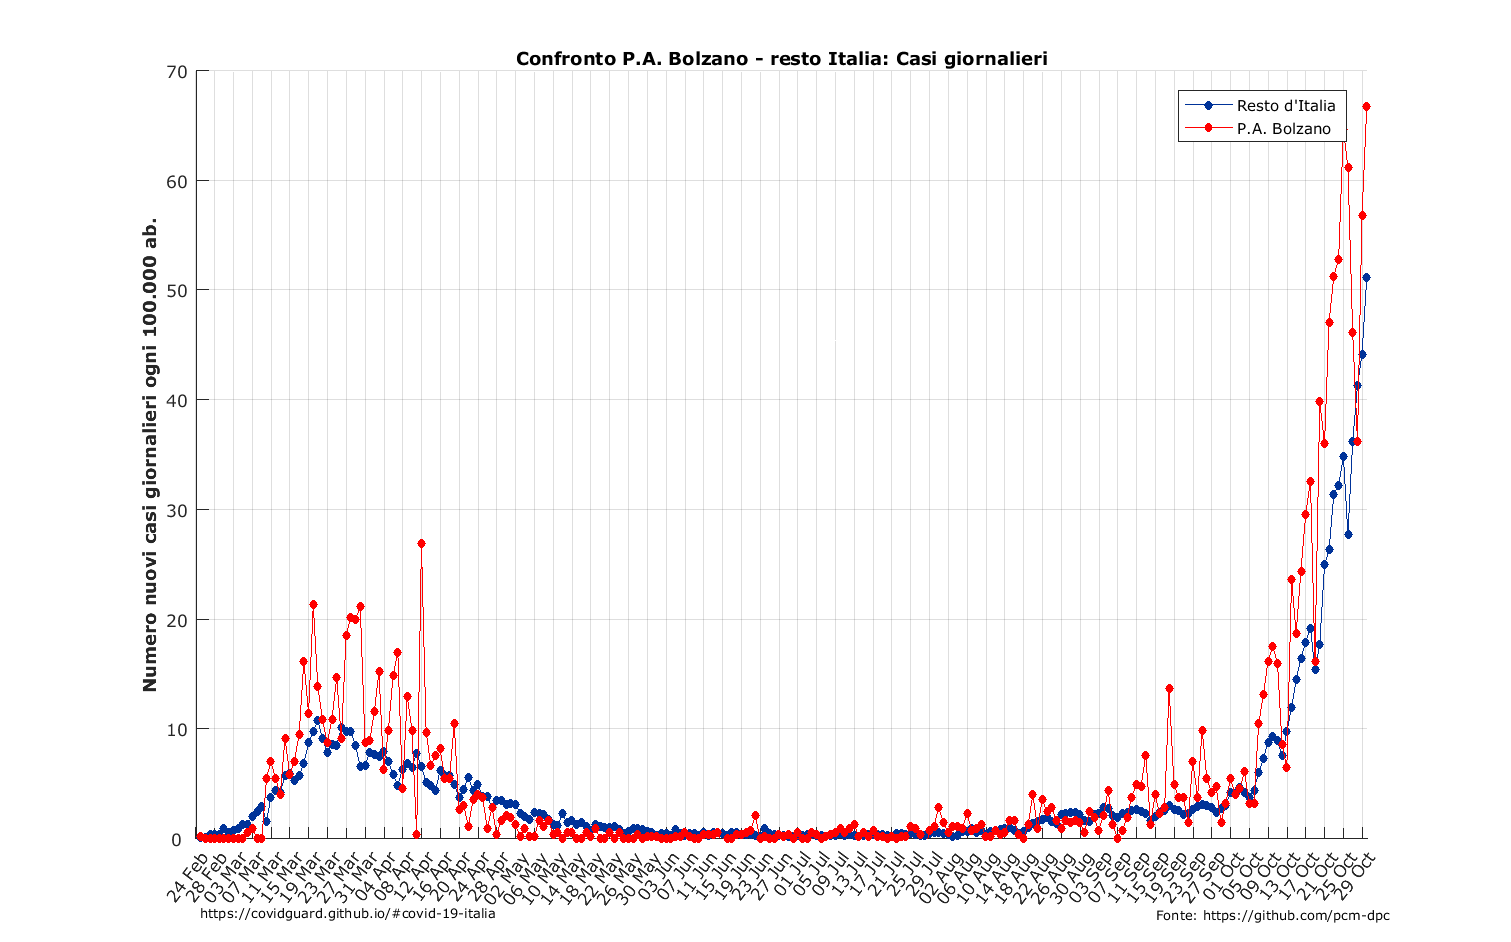 Confronto P.A. Bolzano - resto Italia: Casi giornalieri
Resto d'Italia
P.A. Bolzano
Numero nuovi casi giornalieri ogni 100.000 ab.
70
60
50
40
30
20
10
0
24 Feb
28 Feb
03 Mar
07 Mar
11 Mar
15 Mar
19 Mar
23 Mar
27 Mar
31 Mar
04 Apr
08 Apr
12 Apr
16 Apr
20 Apr
24 Apr
28 Apr
02 May
06 May
10 May
14 May
18 May
22 May
26 May
30 May
03 Jun
07 Jun
11 Jun
15 Jun
19 Jun
23 Jun
27 Jun
01 Jul
05 Jul
09 Jul
13 Jul
17 Jul
21 Jul
25 Jul
29 Jul
02 Aug
06 Aug
10 Aug
14 Aug
18 Aug
22 Aug
26 Aug
30 Aug
03 Sep
07 Sep
11 Sep
15 Sep
19 Sep
23 Sep
27 Sep
01 Oct
05 Oct
09 Oct
13 Oct
17 Oct
21 Oct
25 Oct
29 Oct
https://covidguard.github.io/#covid-19-italia
Fonte: https://github.com/pcm-dpc